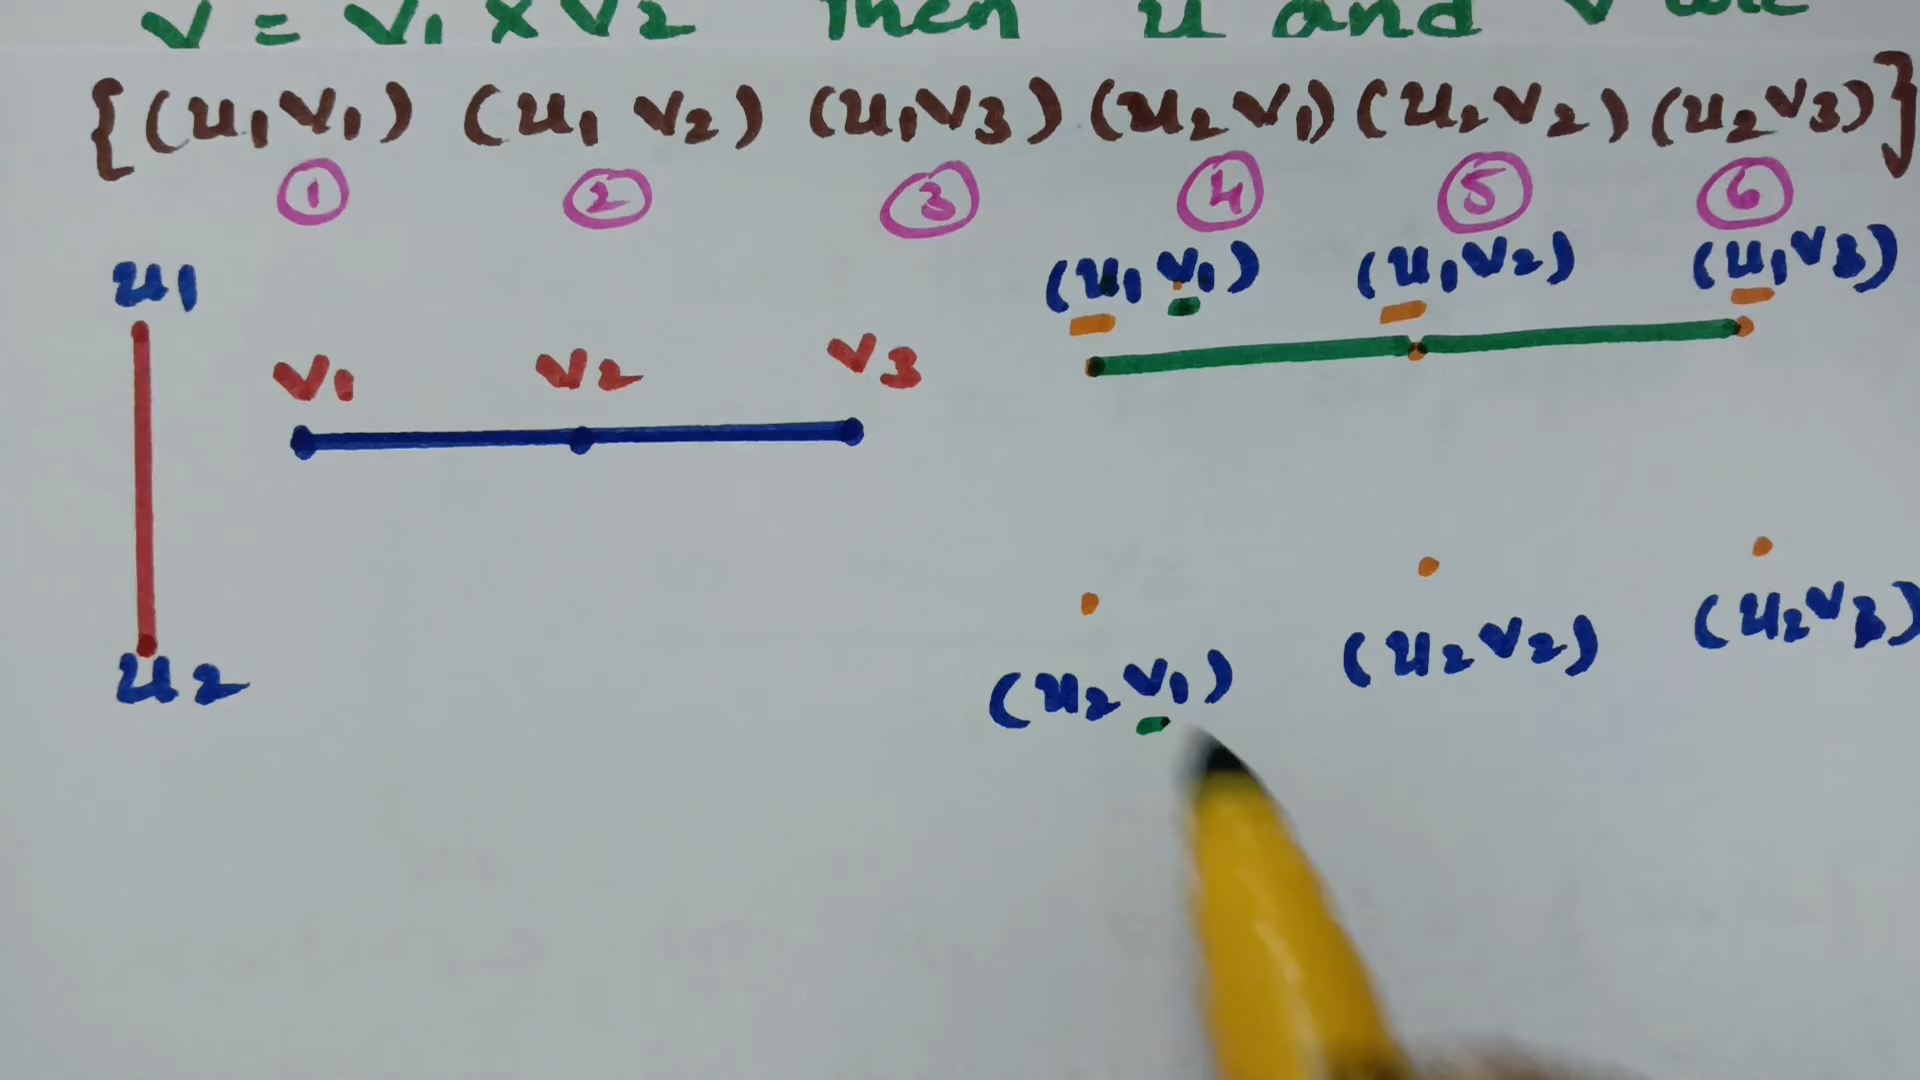 V = V1 x V2 Then u and V are
{(u1v1) (u1 v2) (u1v3) (u2v1) (u2v2) (u2v3)}
1 2 3 4 5 6
u1 (u1 v1) (u1v2) (u1v3)
v1 v2 v3
u2 (u2v1) (u2v2) (u2v3)